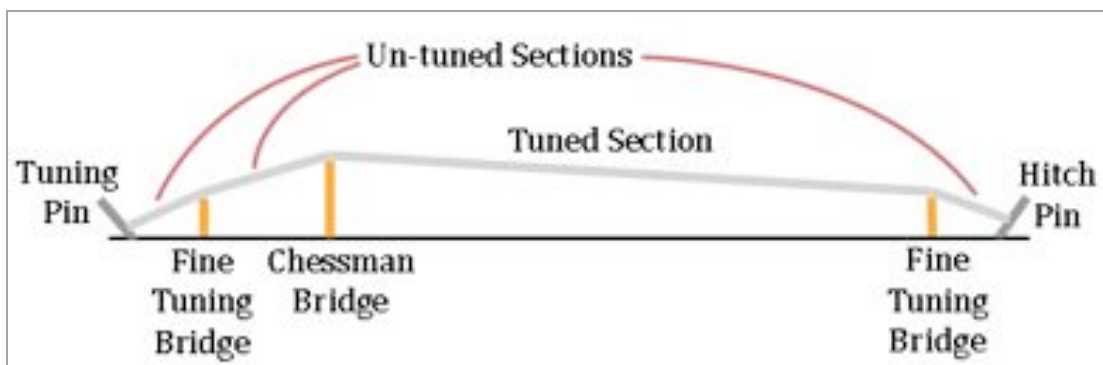 Un-tuned Sections
Tuned Section
Tuning
Pin
Hitch
Pin
Fine
Tuning
Bridge
Chessman
Bridge
Fine
Tuning
Bridge